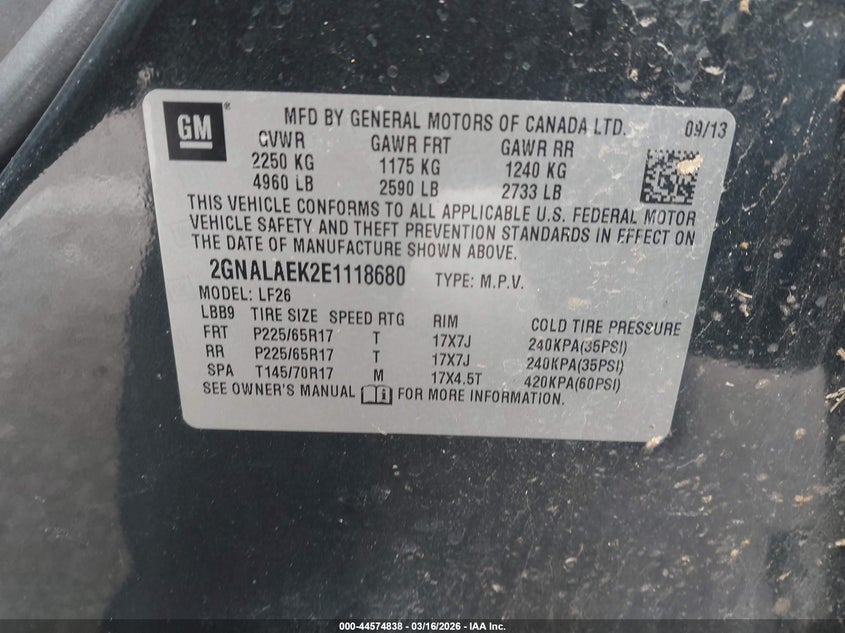 GM® MFD BY GENERAL MOTORS OF CANADA LTD. 09/13
GVWR GAWR FRT GAWR RR
2250 KG 1175 KG 1240 KG
4960 LB 2590 LB 2733 LB
THIS VEHICLE CONFORMS TO ALL APPLICABLE U.S. FEDERAL MOTOR
VEHICLE SAFETY AND THEFT PREVENTION STANDARDS IN EFFECT ON
THE DATE OF MANUFACTURE SHOWN ABOVE.
2GNALAEK2E1118680 TYPE: M.P.V.
MODEL: LF26
LBB9 TIRE SIZE SPEED RTG RIM COLD TIRE PRESSURE
FRT P225/65R17 T 17X7J 240KPA(35PSI)
RR P225/65R17 T 17X7J 240KPA(35PSI)
SPA T145/70R17 M 17X4.5T 420KPA(60PSI)
SEE OWNER'S MANUAL i FOR MORE INFORMATION.
000-44574838 - 03/16/2026 - IAA Inc.